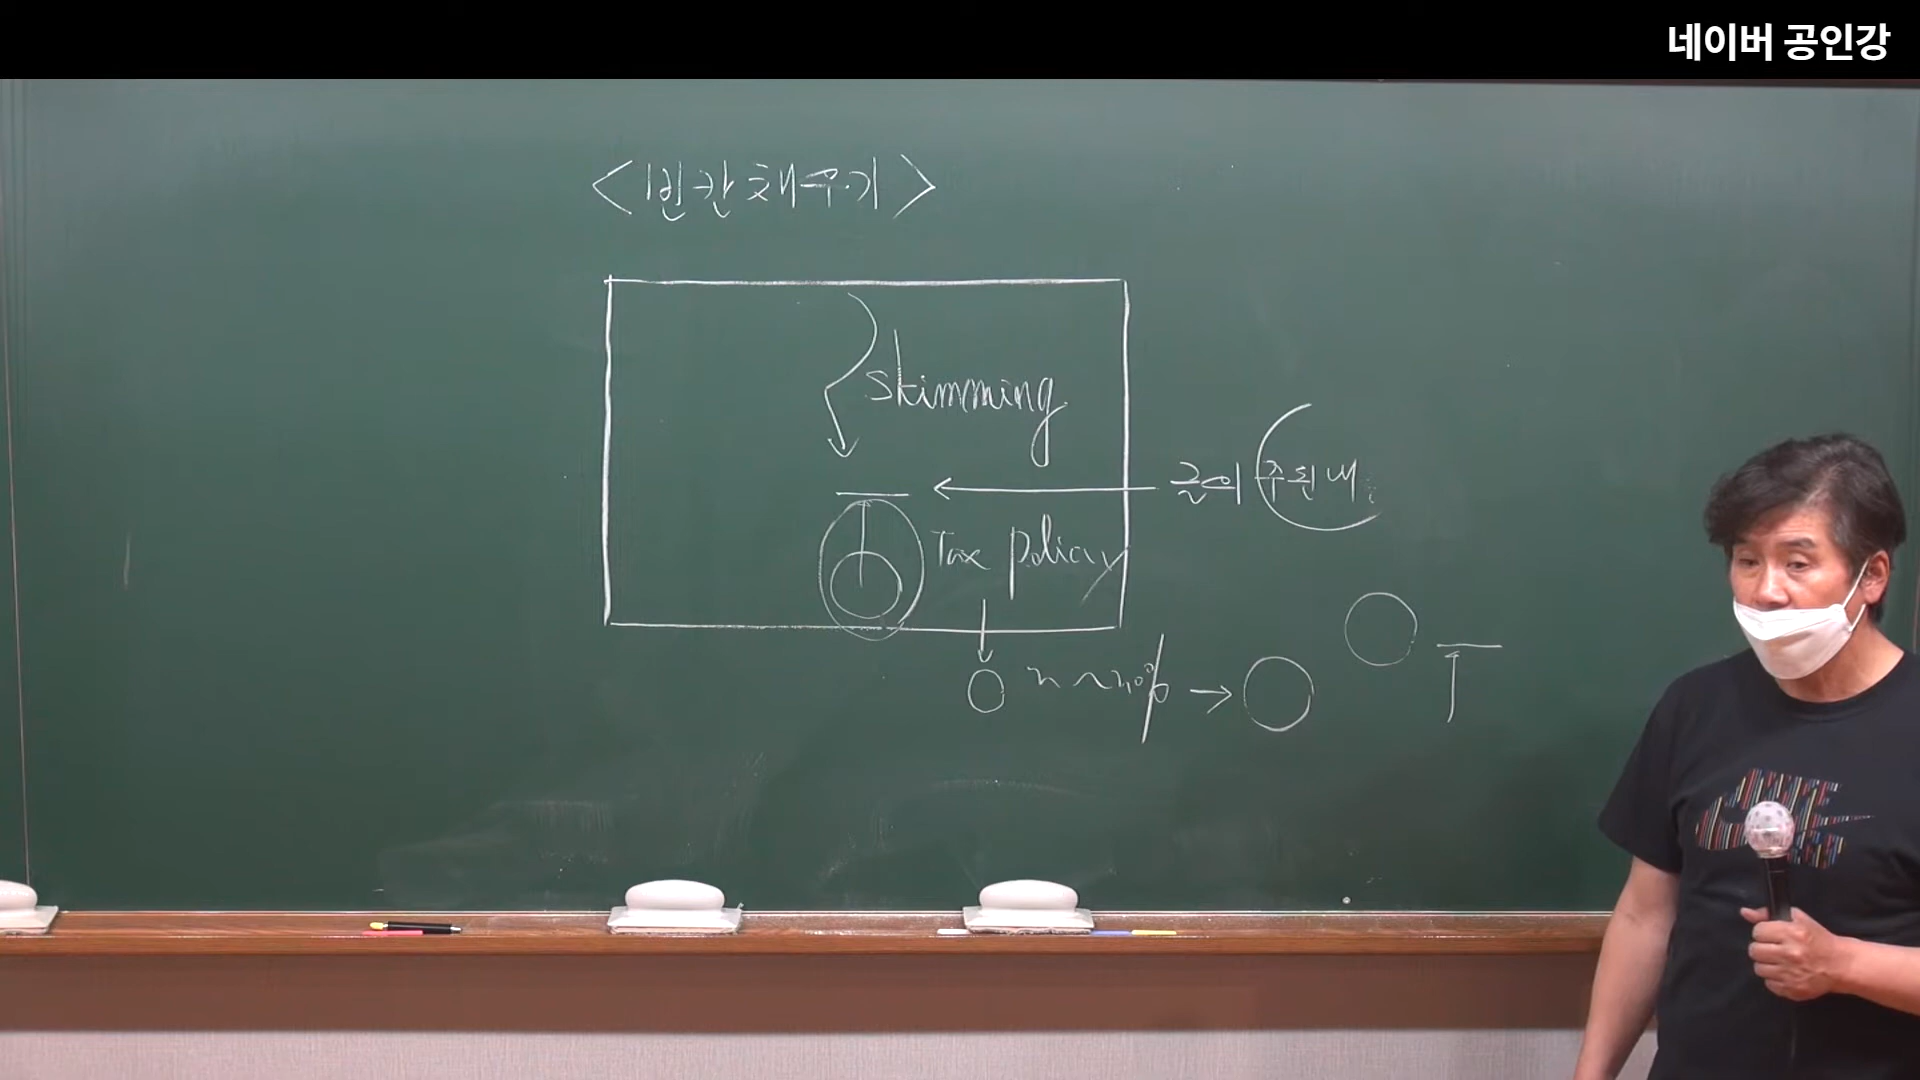 네이버 공인강
<빈칸채우기>
skimming
글의 주된 내
Tax policy